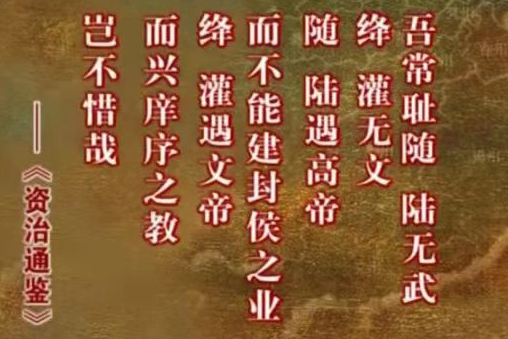 吾常耻随 陆无武
绛 灌无文
随 陆遇高帝
而不能建封侯之业
绛 灌遇文帝
而兴庠序之教
岂不惜哉
——《资治通鉴》